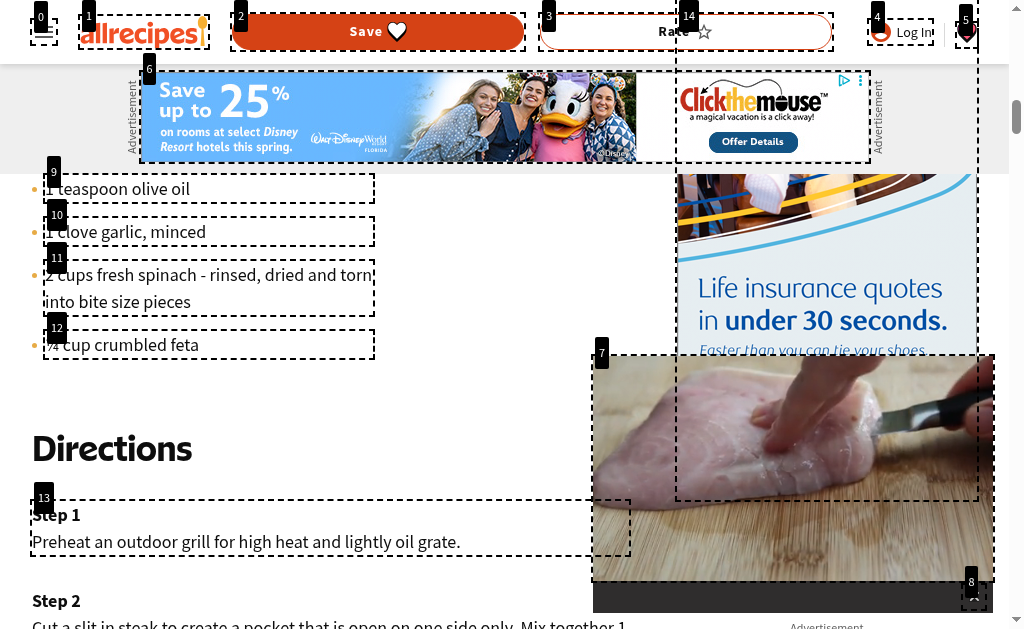 0
1
2
3
14
4
5
allrecipes
Save
Rate
Log In
6
Advertisement
Save
up to 25%
on rooms at select Disney
Resort hotels this spring.
Walt Disney World
FLORIDA
©Disney
Clickthemouse™
a magical vacation is a click away!
Offer Details
Advertisement
9
1 teaspoon olive oil
10
1 clove garlic, minced
11
2 cups fresh spinach - rinsed, dried and torn
into bite size pieces
12
¼ cup crumbled feta
Life insurance quotes
in under 30 seconds.
Faster than you can tie your shoes.
7
Directions
13
Step 1
Preheat an outdoor grill for high heat and lightly oil grate.
8
Step 2
Cut a slit in steak to create a pocket that is open on one side only. Mix together 1
Advertisement